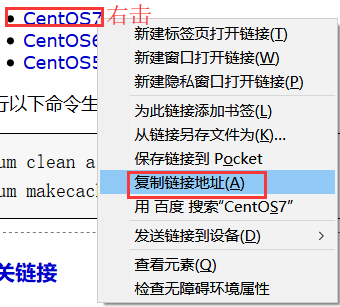 CentOS7 右击
CentOS6
CentOS5
行以下命令生
um clean a
um makecac
关链接
新建标签页打开链接(T)
新建窗口打开链接(W)
新建隐私窗口打开链接(P)
为此链接添加书签(L)
从链接另存文件为(K)...
保存链接到 Pocket
复制链接地址(A)
用 百度 搜索“CentOS7”
发送链接到设备(D)
查看元素(Q)
检查无障碍环境属性